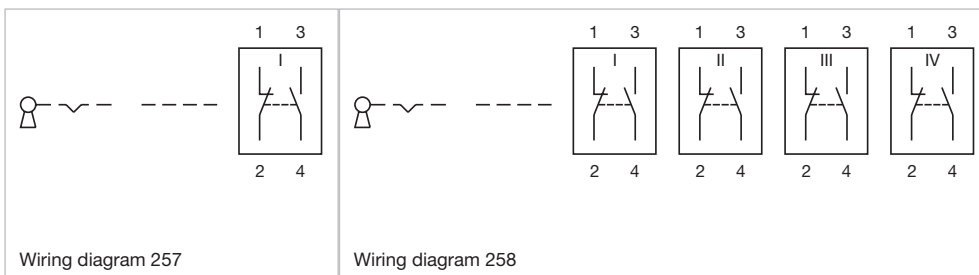 1 3
I
2 4
Wiring diagram 257
1 3 1 3 1 3 1 3
I II III IV
2 4 2 4 2 4 2 4
Wiring diagram 258